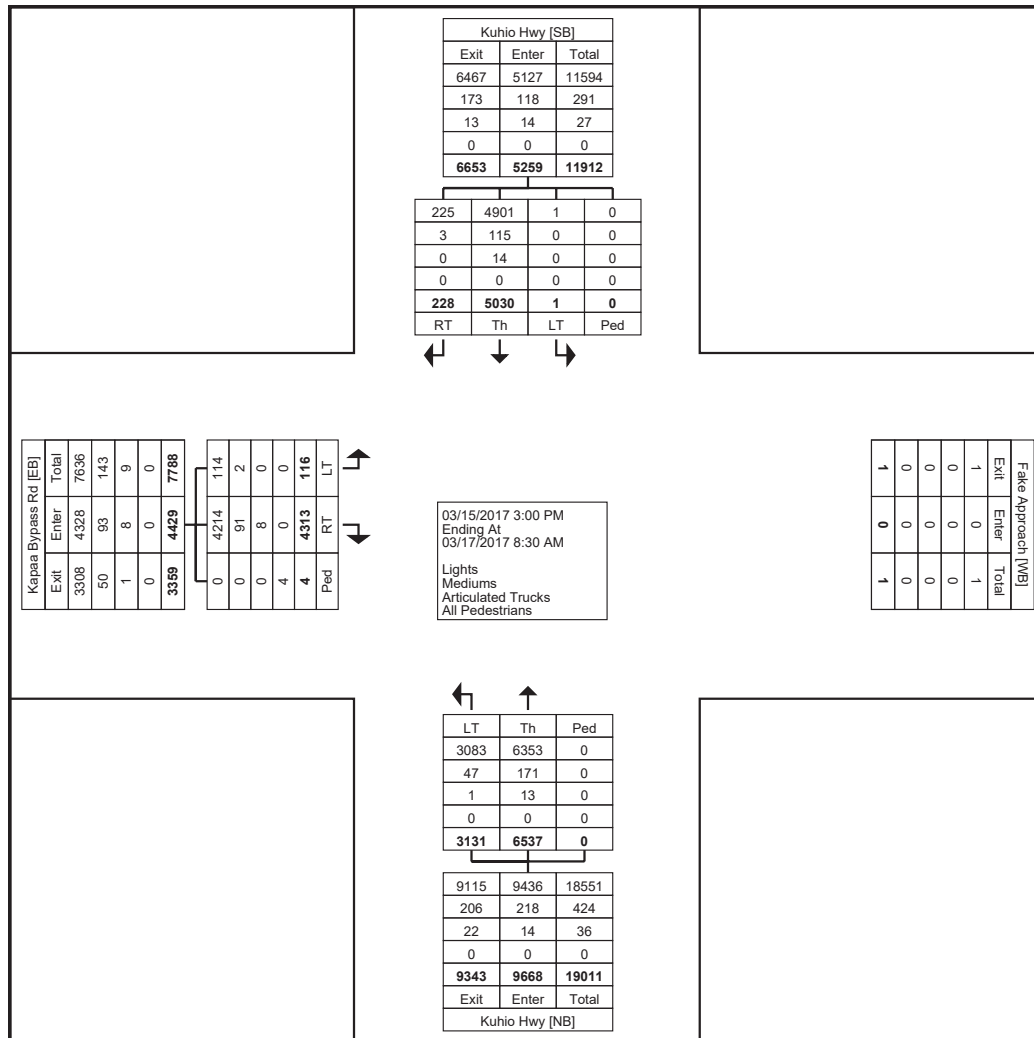 Kuhio Hwy [SB]
Exit Enter Total
6467 5127 11594
173 118 291
13 14 27
0 0 0
6653 5259 11912
225 4901 1 0
3 115 0 0
0 14 0 0
0 0 0 0
228 5030 1 0
RT Th LT Ped
Kapaa Bypass Rd [EB]
Total 7636 143 9 0 7788
Enter 4328 93 8 0 4429
Exit 3308 50 1 0 3359
114 2 0 0 116 LT
4214 91 8 0 4313 RT
0 0 0 4 4 Ped
03/15/2017 3:00 PM
Ending At
03/17/2017 8:30 AM
Lights
Mediums
Articulated Trucks
All Pedestrians
Fake Approach [WB]
Exit 1 0 0 0 1
Enter 0 0 0 0 0
Total 1 0 0 0 1
LT Th Ped
3083 6353 0
47 171 0
1 13 0
0 0 0
3131 6537 0
9115 9436 18551
206 218 424
22 14 36
0 0 0
9343 9668 19011
Exit Enter Total
Kuhio Hwy [NB]